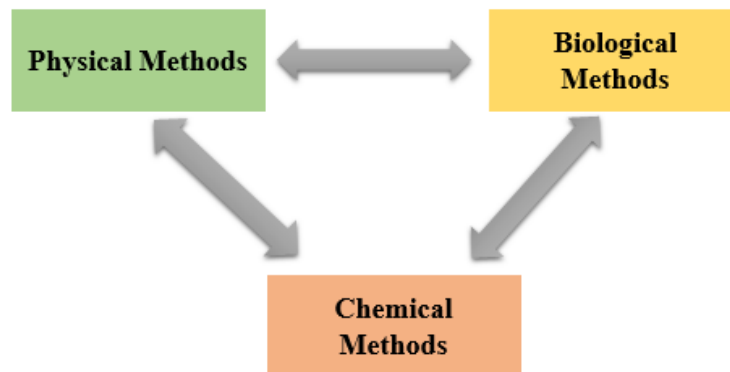 Physical Methods
Biological
Methods
Chemical
Methods